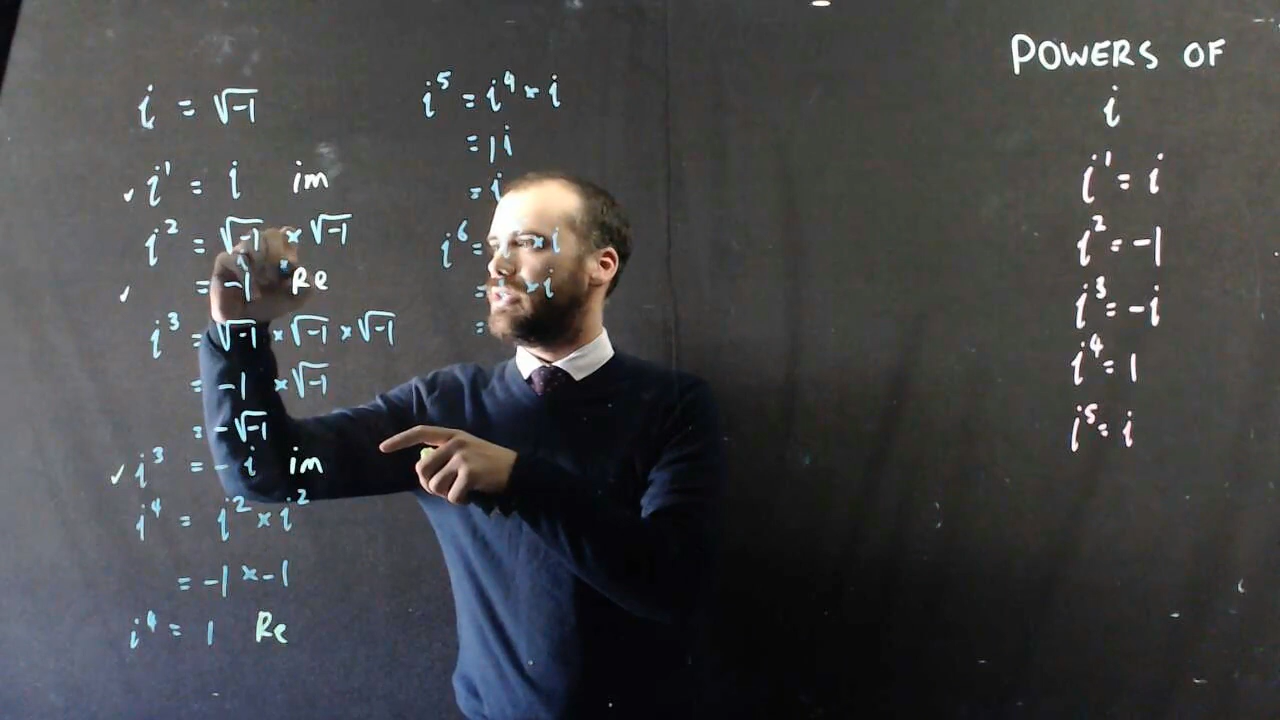 i = √-1
i¹ = i im
i² = √-1 × √-1
= -1 Re
i³ = √-1 × √-1 × √-1
= -1 × √-1
= -√-1
i³ = -i im
i⁴ = i² × i²
= -1 × -1
i⁴ = 1 Re
i⁵ = i⁴ × i
= 1i
= i
i⁶ = × i
= × i
=
POWERS OF
i
i¹ = i
i² = -1
i³ = -i
i⁴ = 1
i⁵ = i